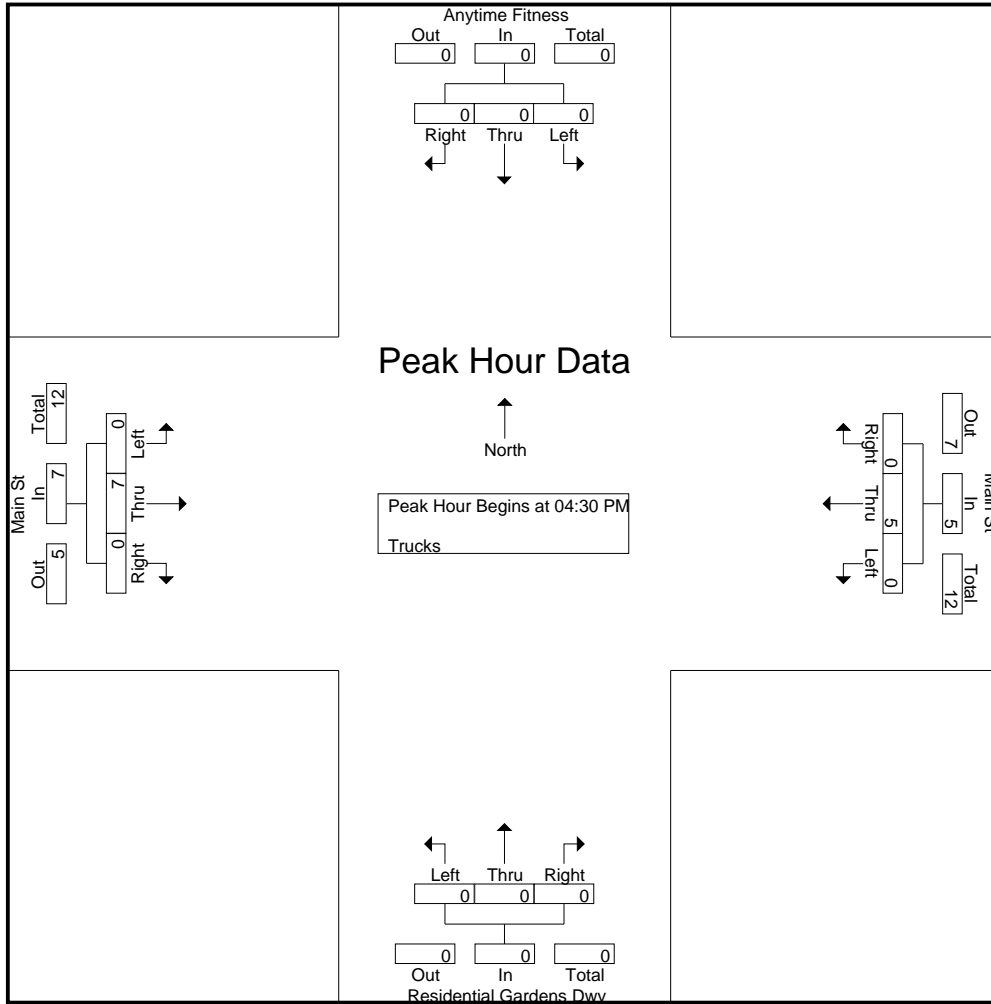 Anytime Fitness
Out In Total
0 0 0
0 0 0
Right Thru Left
Peak Hour Data
North
Peak Hour Begins at 04:30 PM
Trucks
Main St
Total In Out
12 7 5
0 7 0
Left Thru Right
Right Thru Left
0 5 0
Out In Total
7 5 12
Main St
Left Thru Right
0 0 0
0 0 0
Out In Total
Residential Gardens Dwy